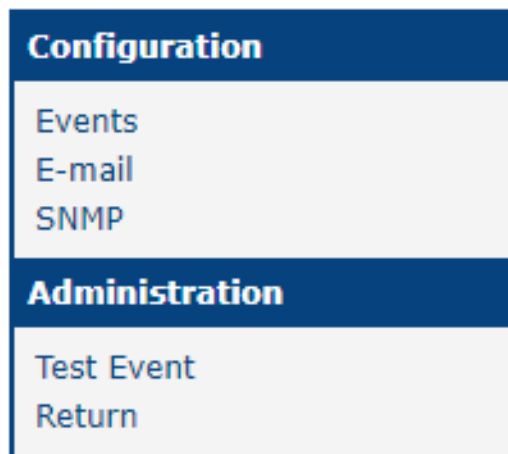 Configuration
Events
E-mail
SNMP
Administration
Test Event
Return